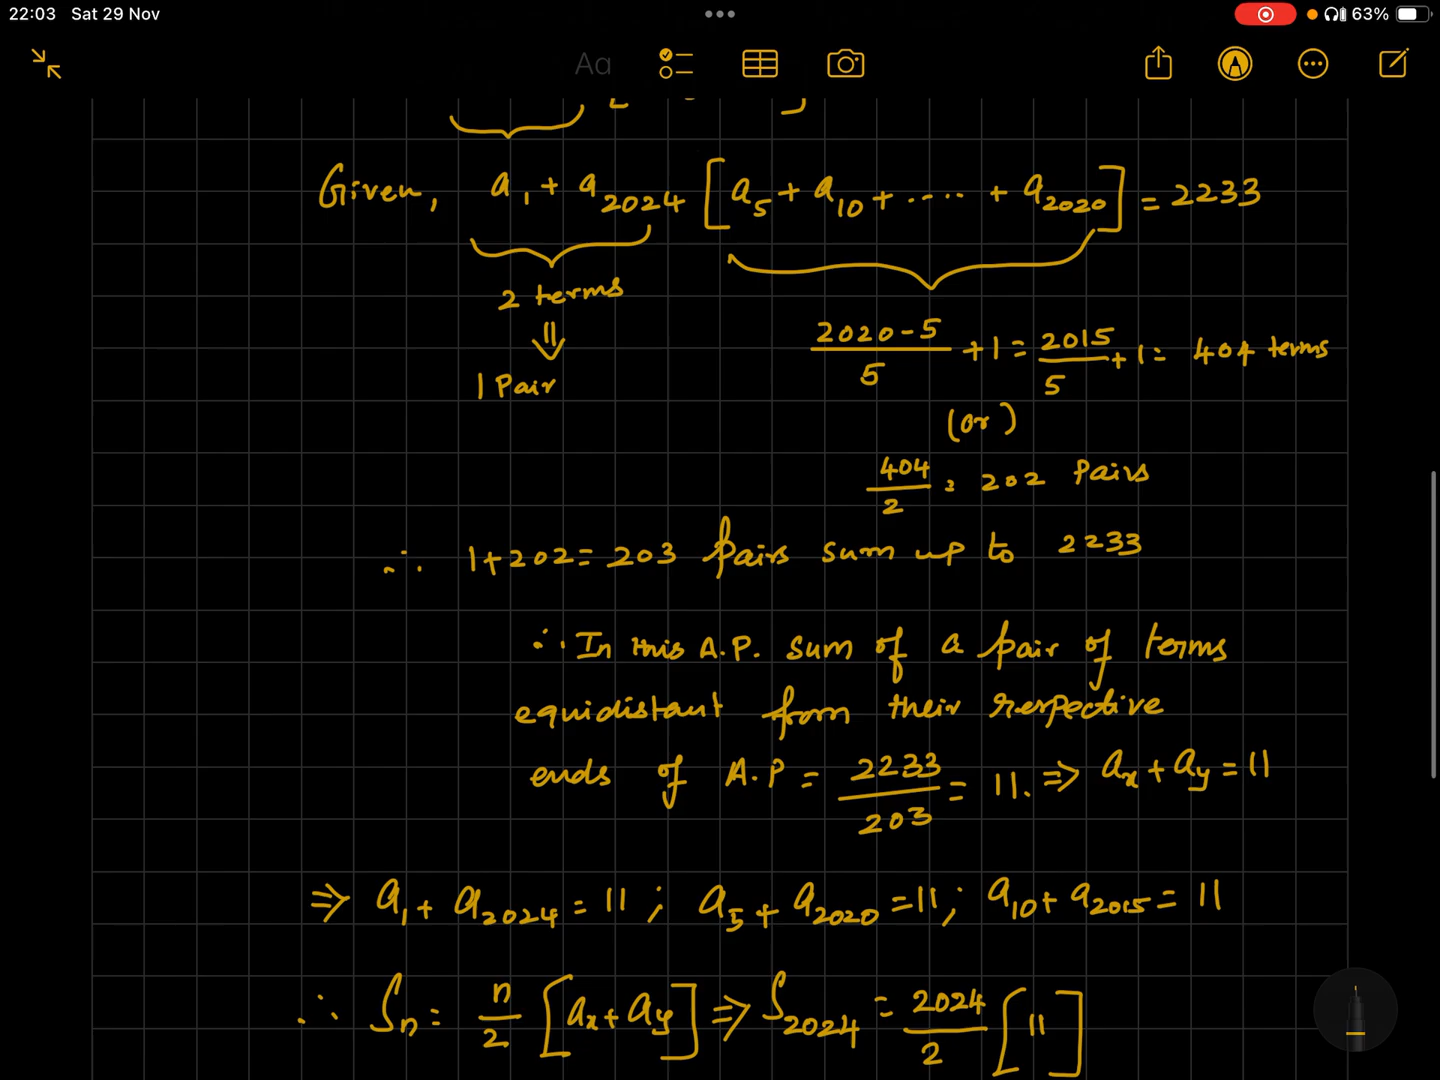 22:03 Sat 29 Nov
63%
Aa
Given, a₁ + a₂₀₂₄ [a₅ + a₁₀ + ..... + a₂₀₂₀] = 2233
2 terms
⇓
1 Pair
(2020-5)/5 + 1 = 2015/5 + 1 = 404 terms
(or)
404/2 = 202 Pairs
∴ 1+202 = 203 pairs sum up to 2233
∴ In this A.P. sum of a pair of terms
equidistant from their respective
ends of A.P = 2233/203 = 11. ⇒ aₓ + a_y = 11
⇒ a₁ + a₂₀₂₄ = 11 ; a₅ + a₂₀₂₀ = 11; a₁₀ + a₂₀₁₅ = 11
∴ Sₙ = n/2 [aₓ + a_y] ⇒ S₂₀₂₄ = 2024/2 [11]